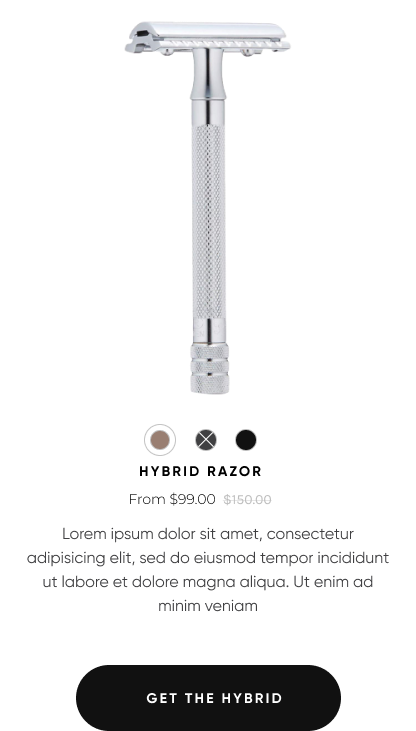 HYBRID RAZOR
From $99.00 $150.00
Lorem ipsum dolor sit amet, consectetur
adipisicing elit, sed do eiusmod tempor incididunt
ut labore et dolore magna aliqua. Ut enim ad
minim veniam
GET THE HYBRID